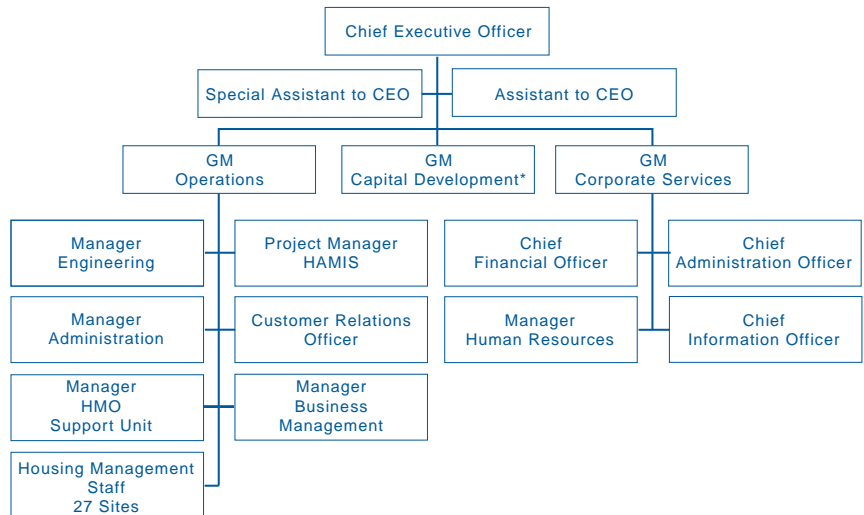 Chief Executive Officer
Special Assistant to CEO
Assistant to CEO
GM
Operations
GM
Capital Development*
GM
Corporate Services
Manager
Engineering
Project Manager
HAMIS
Chief
Financial Officer
Chief
Administration Officer
Manager
Administration
Customer Relations
Officer
Manager
Human Resources
Chief
Information Officer
Manager
HMO
Support Unit
Manager
Business
Management
Housing Management
Staff
27 Sites